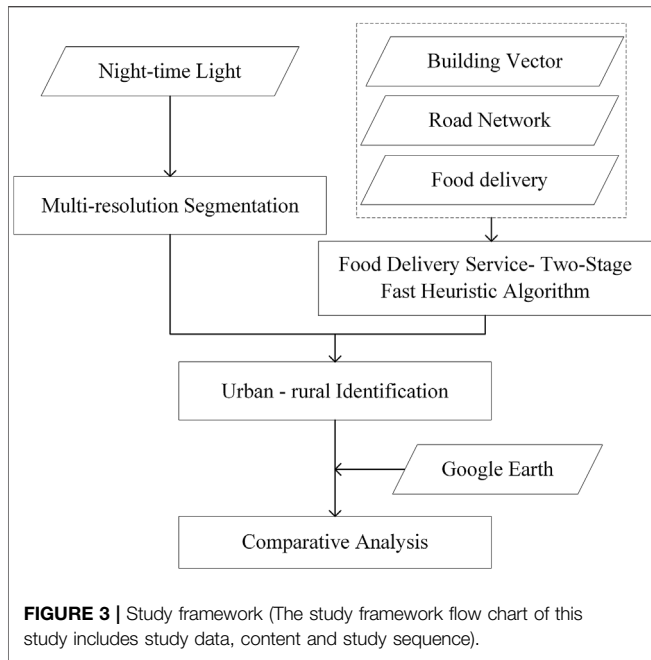 Night-time Light
Building Vector
Road Network
Food delivery
Multi-resolution Segmentation
Food Delivery Service- Two-Stage
Fast Heuristic Algorithm
Urban - rural Identification
Google Earth
Comparative Analysis
FIGURE 3 | Study framework (The study framework flow chart of this
study includes study data, content and study sequence).